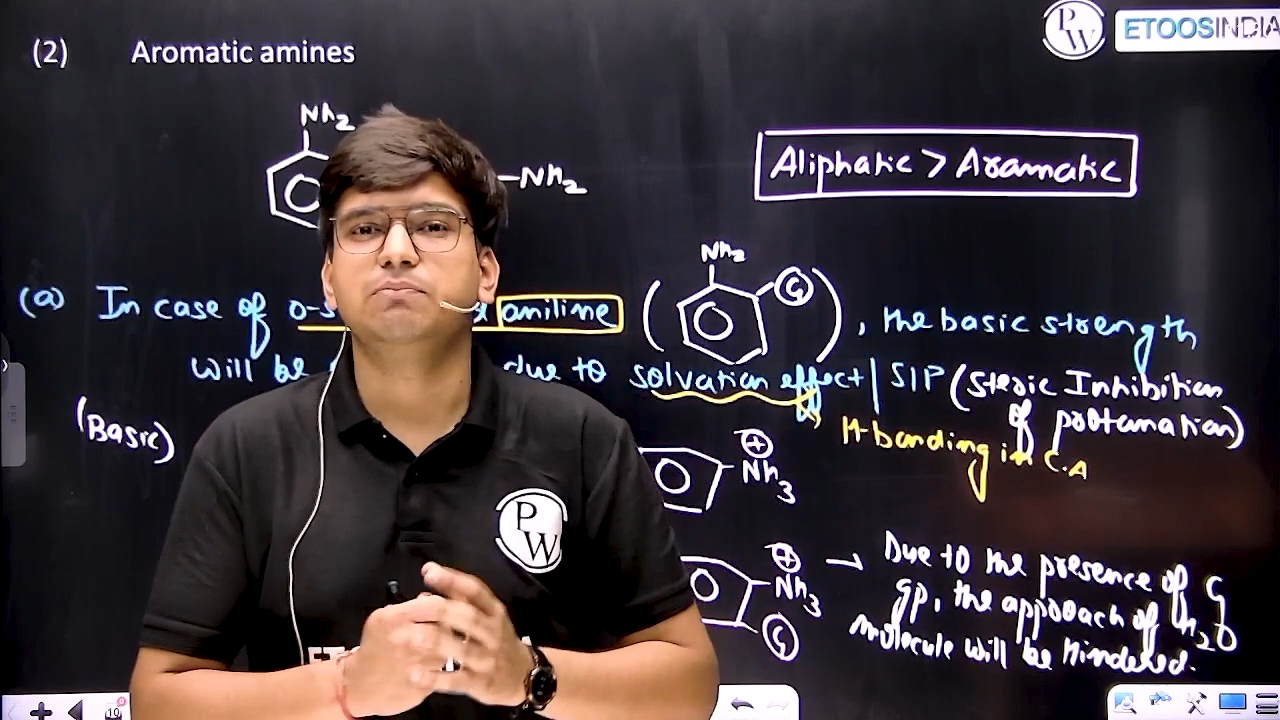 (2) Aromatic amines
P
W
ETOOSINDIA
NH2
-NH2
Aliphatic > Aramatic
NH2
G
(a) In case of aniline ( ), the basic strength
will be due to solvation effect | SIP (Steric Inhibition
of protonation)
H-bonding in C.A
(Basic)
⊕
NH3
⊕
NH3
G
→ Due to the presence of G
gp, the approach of H2O
molecule will be Hindered.
P
W
19